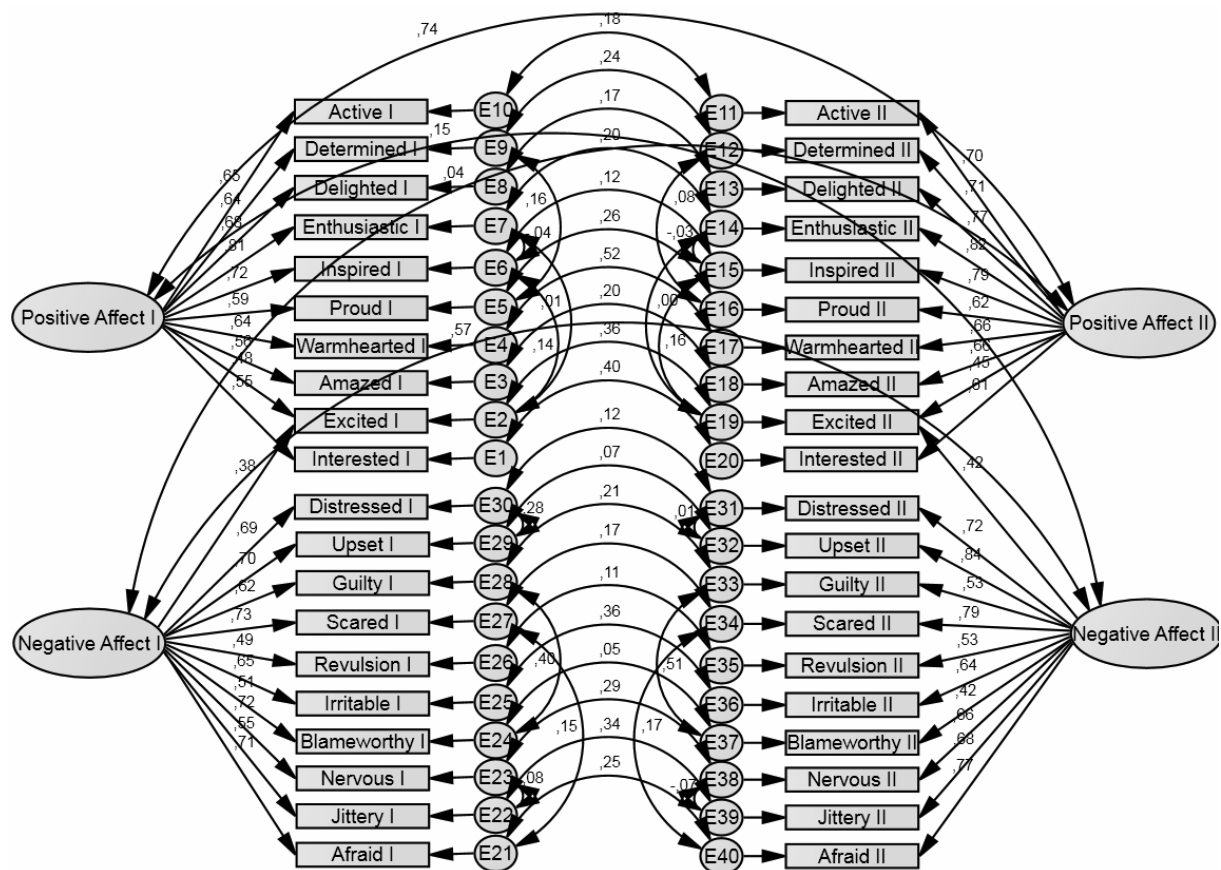 ,18
,74
,24
Active I E10 E11 Active II
,17
Determined I E9 ,15 ,20 E12 Determined II ,70
,65 Delighted I ,04 E8 ,12 ,08 E13 Delighted II ,71
,64 ,16
,68 Enthusiastic I E7 ,26 -,03 E14 Enthusiastic II ,77
,81 ,04 ,82
,72 Inspired I E6 ,52 E15 Inspired II ,79
,59 Proud I E5 ,01 ,20 ,00 E16 Proud II ,62
Positive Affect I Positive Affect II
,64 Warmhearted I ,57 E4 ,14 ,36 ,16 E17 Warmhearted II ,66
,56 ,66
,48 Amazed I E3 ,40 E18 Amazed II ,45
,55 ,61
Excited I E2 ,12 E19 Excited II
Interested I E1 E20 Interested II
,38 ,07 ,42
Distressed I E30 ,28 ,21 ,01 E31 Distressed II
,69 ,72
Upset I E29 ,17 E32 Upset II
,70 ,84
,62 Guilty I E28 ,11 E33 Guilty II ,53
,73 Scared I E27 ,36 E34 Scared II ,79
Negative Affect I Negative Affect II
,49 ,53
,65 Revulsion I E26 ,40 ,05 ,51 E35 Revulsion II ,64
,51 Irritable I E25 ,29 E36 Irritable II ,42
,72 ,66
,55 Blameworthy I E24 ,15 ,34 ,17 E37 Blameworthy II ,68
,71 ,77
Nervous I E23 ,08 ,25 -,07 E38 Nervous II
Jittery I E22 E39 Jittery II
Afraid I E21 E40 Afraid II